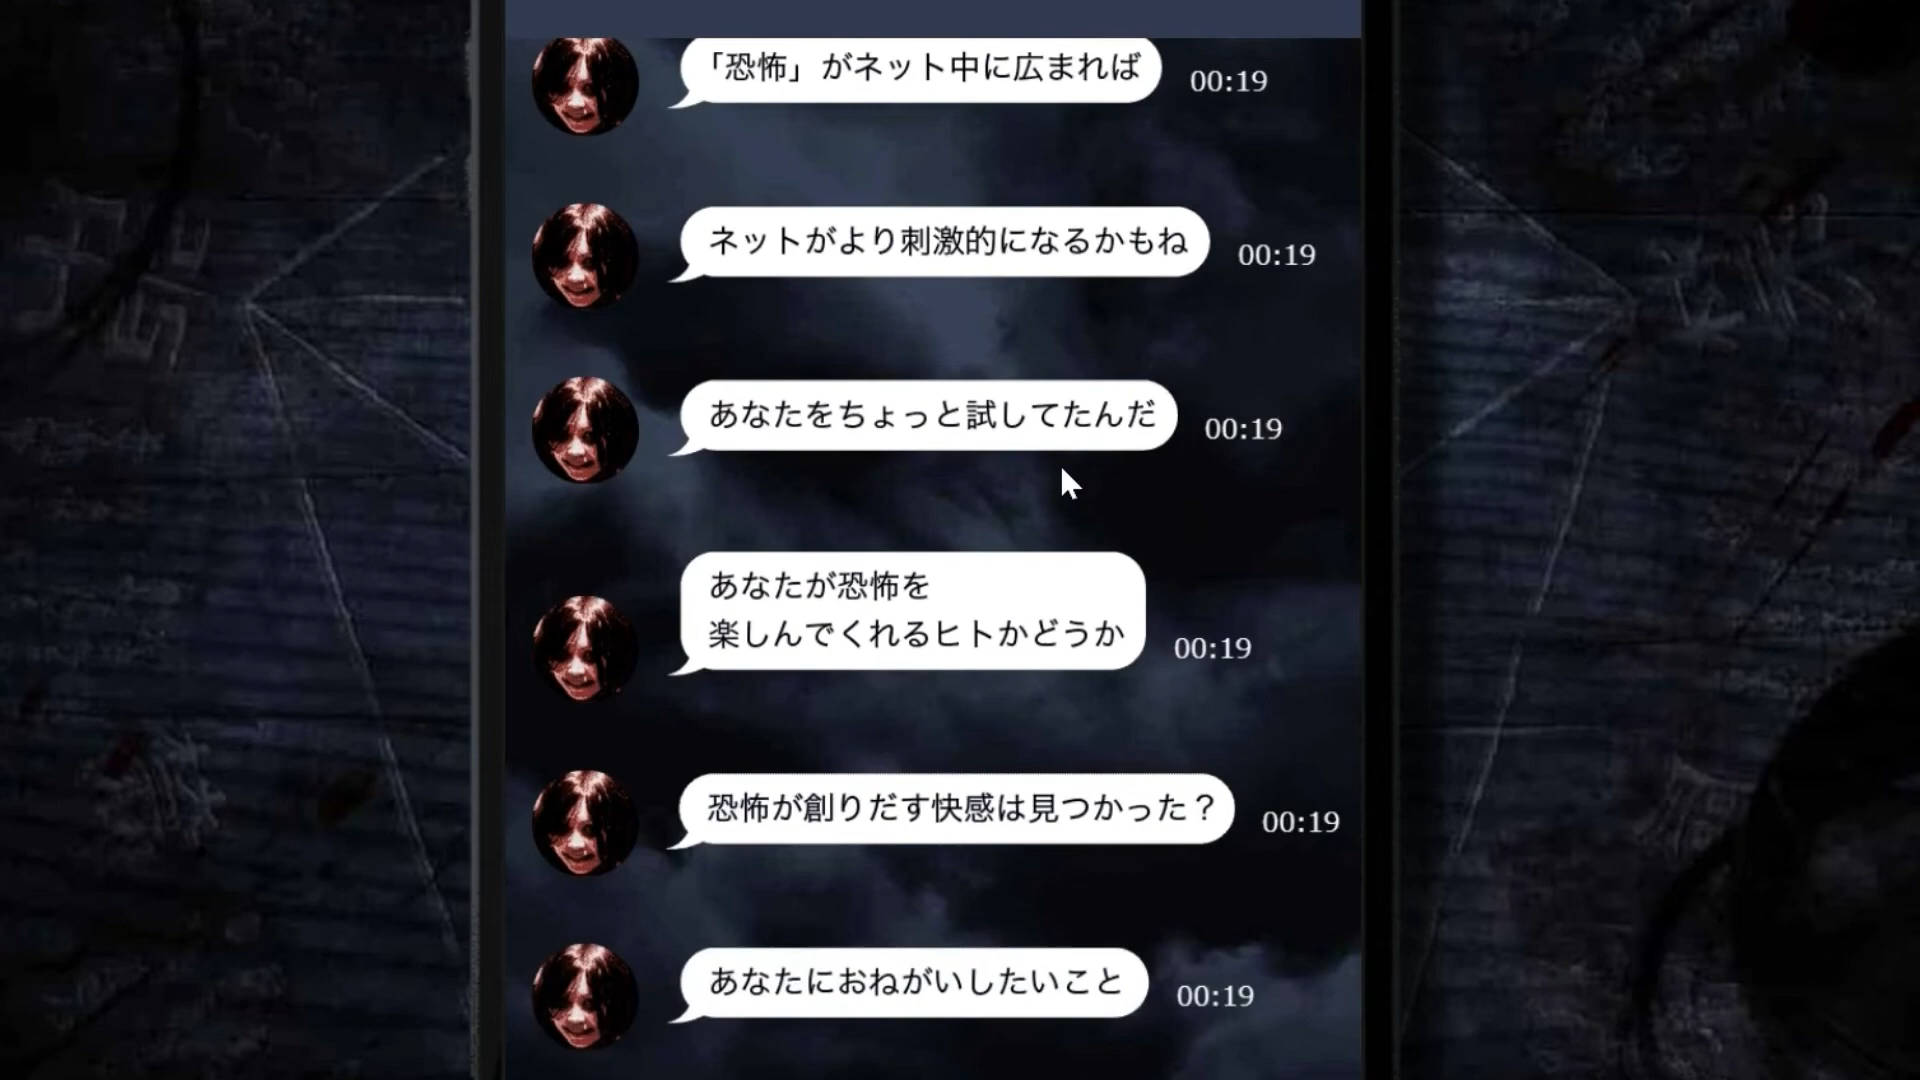 「恐怖」がネット中に広まれば
00:19
ネットがより刺激的になるかもね
00:19
あなたをちょっと試してたんだ
00:19
あなたが恐怖を
楽しんでくれるヒトかどうか
00:19
恐怖が創りだす快感は見つかった？
00:19
あなたにおねがいしたいこと
00:19